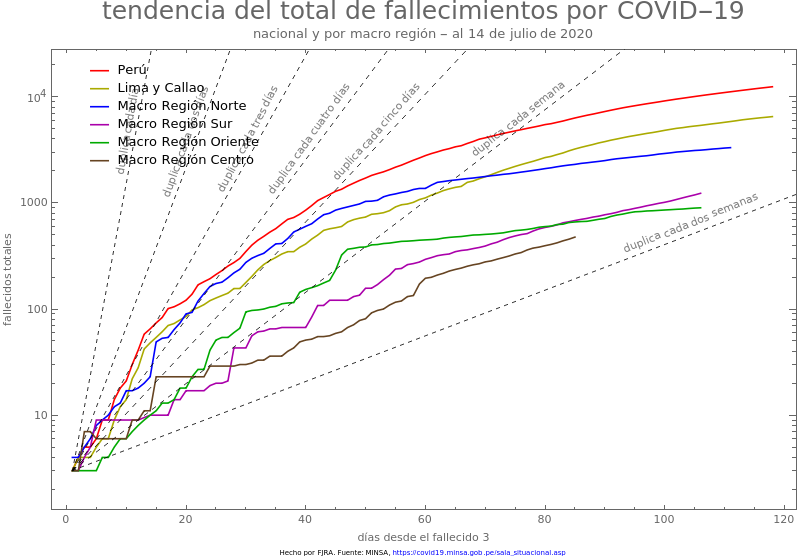 tendencia del total de fallecimientos por COVID−19
nacional y por macro región − al 14 de julio de 2020
Perú
Lima y Callao
Macro Región Norte
Macro Región Sur
Macro Región Oriente
Macro Región Centro
duplica cada tres días
duplica cada cuatro días
duplica cada cinco días
duplica cada semana
duplica cada dos semanas
fallecidos totales
10⁴
1000
100
10
0 20 40 60 80 100 120
días desde el fallecido 3
Hecho por FJRA. Fuente: MINSA, https://covid19.minsa.gob.pe/sala_situacional.asp